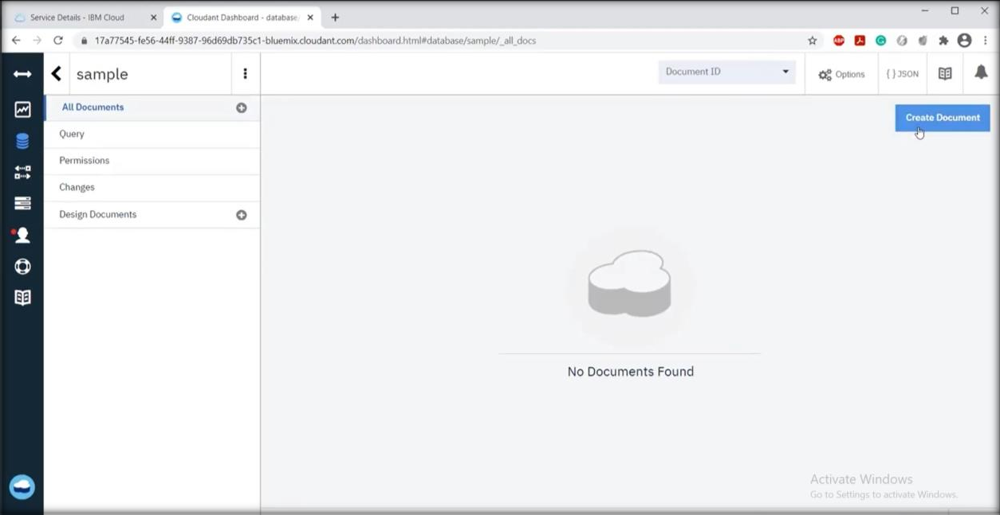 Service Details - IBM Cloud
Cloudant Dashboard - database
17a77545-fe56-44ff-9387-96d69db735c1-bluemix.cloudant.com/dashboard.html#database/sample/_all_docs
ABP
sample
Document ID
Options
{ } JSON
All Documents
Create Document
Query
Permissions
Changes
Design Documents
No Documents Found
Activate Windows
Go to Settings to activate Windows.